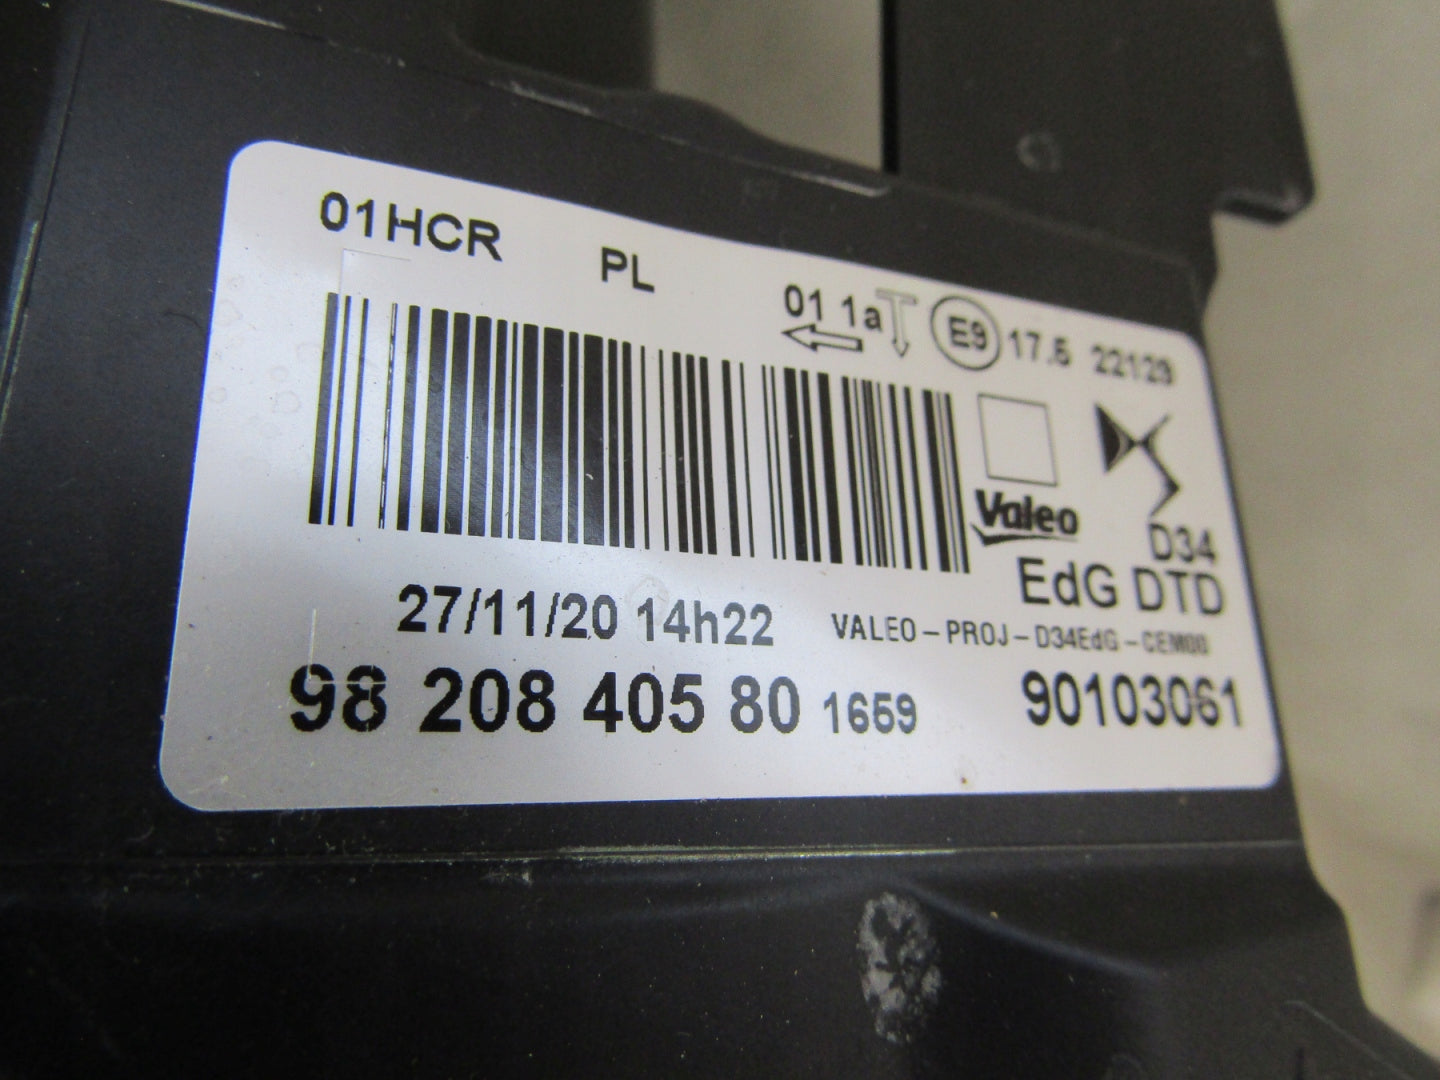 01HCR PL
01 1a E9 17.5 22129
Valeo
D34
EdG DTD
27/11/20 14h22 VALEO-PROJ-D34EdG-CEM00
98 208 405 80 1659 90103061